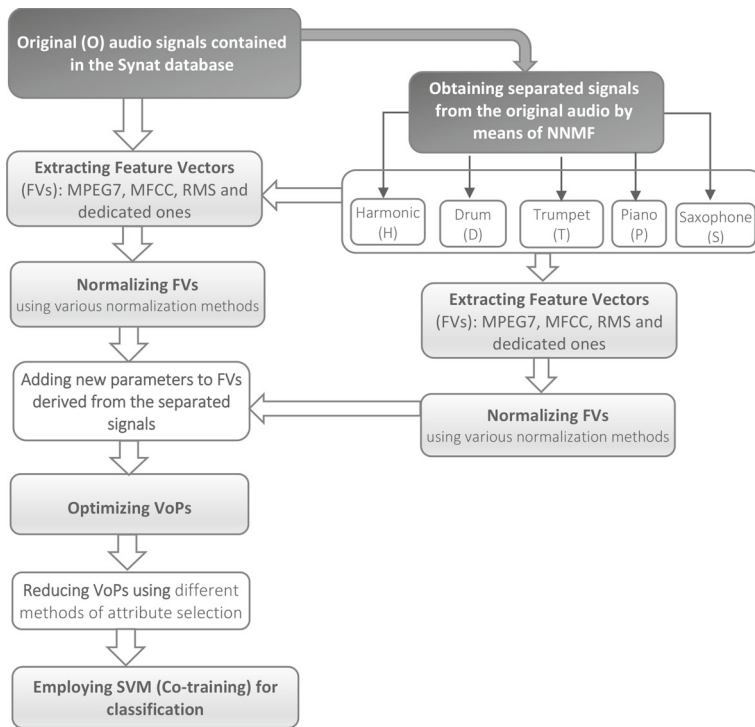 Original (O) audio signals contained
in the Synat database
Obtaining separated signals
from the original audio by
means of NNMF
Extracting Feature Vectors
(FVs): MPEG7, MFCC, RMS and
dedicated ones
Harmonic
(H)
Drum
(D)
Trumpet
(T)
Piano
(P)
Saxophone
(S)
Normalizing FVs
using various normalization methods
Extracting Feature Vectors
(FVs): MPEG7, MFCC, RMS and
dedicated ones
Adding new parameters to FVs
derived from the separated
signals
Normalizing FVs
using various normalization methods
Optimizing VoPs
Reducing VoPs using different
methods of attribute selection
Employing SVM (Co-training) for
classification